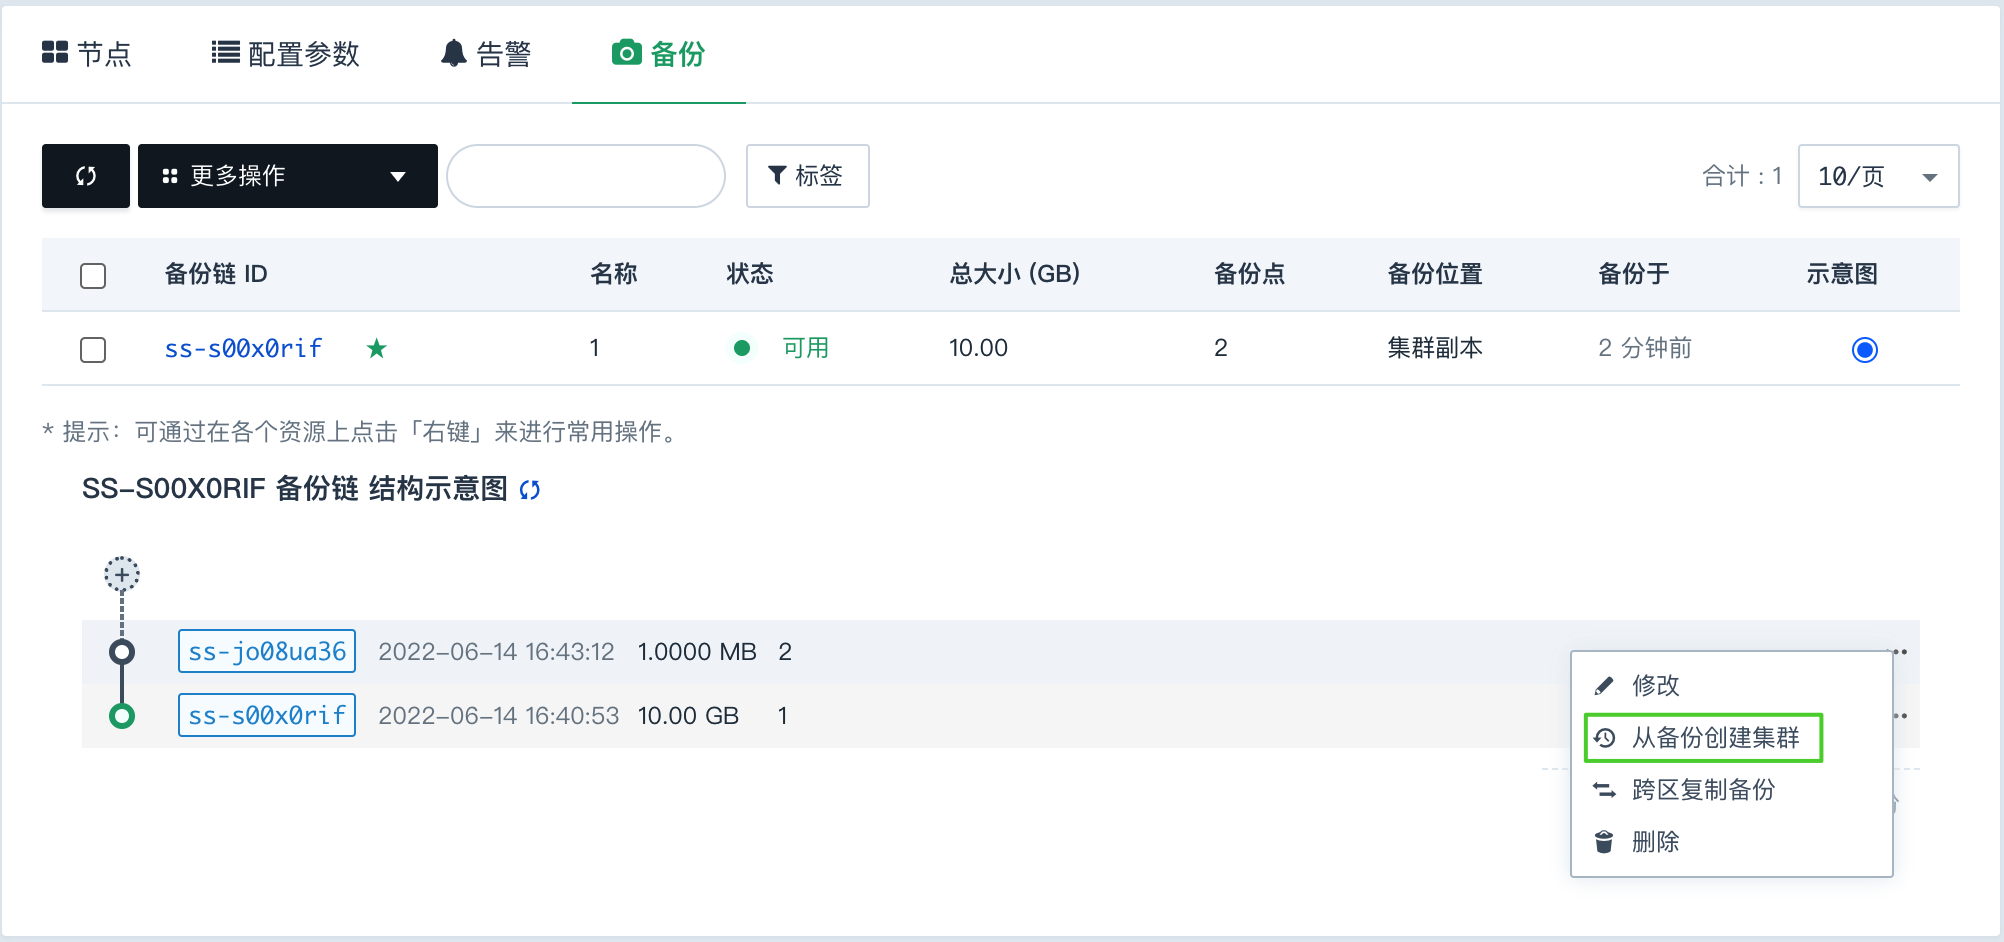 节点 配置参数 告警 备份
更多操作 标签 合计：1 10/页
备份链 ID 名称 状态 总大小 (GB) 备份点 备份位置 备份于 示意图
ss-s00x0rif 1 可用 10.00 2 集群副本 2 分钟前
* 提示：可通过在各个资源上点击「右键」来进行常用操作。
SS-S00X0RIF 备份链 结构示意图
ss-jo08ua36 2022-06-14 16:43:12 1.0000 MB 2
ss-s00x0rif 2022-06-14 16:40:53 10.00 GB 1
修改
从备份创建集群
跨区复制备份
删除